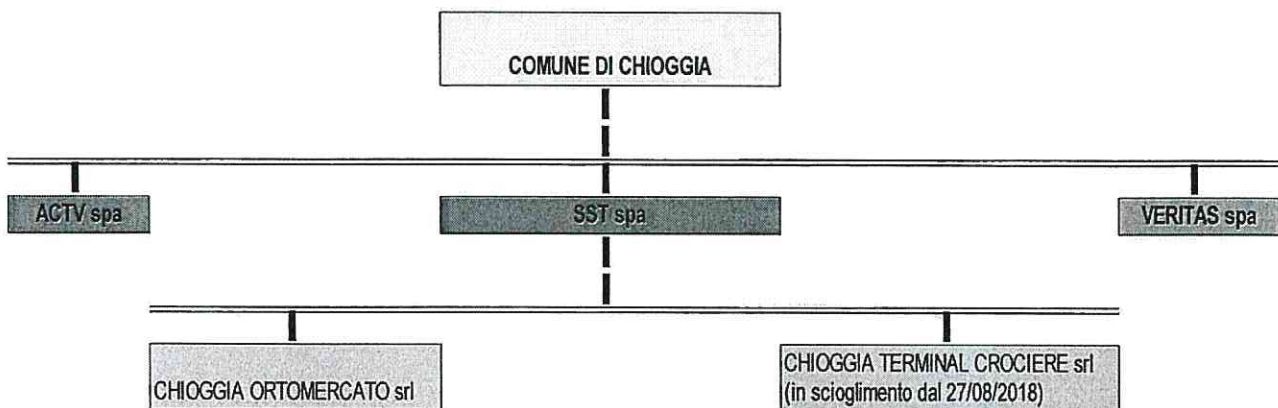 COMUNE DI CHIOGGIA
ACTV spa
SST spa
VERITAS spa
CHIOGGIA ORTOMERCATO srl
CHIOGGIA TERMINAL CROCIERE srl
(in scioglimento dal 27/08/2018)